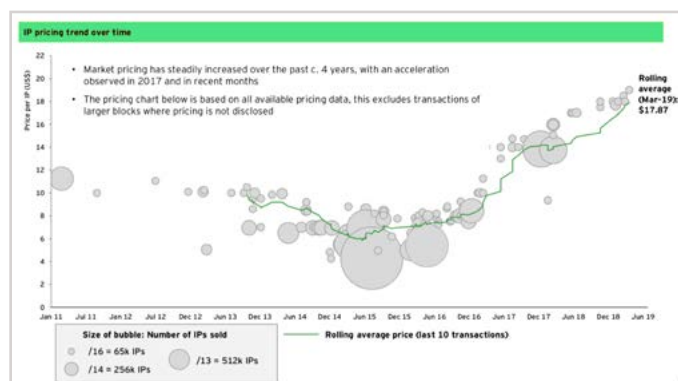 IP pricing trend over time
22
20
18
16
14
12
10
8
6
4
2
0
Price per IP (US$)
• Market pricing has steadily increased over the past c. 4 years, with an acceleration
observed in 2017 and in recent months
• The pricing chart below is based on all available pricing data, this excludes transactions of
larger blocks where pricing is not disclosed
Rolling
average
(Mar-19):
$17.87
Jan 11 Jul 11 Jan 12 Jul 12 Dec 12 Jun 13 Dec 13 Jun 14 Dec 14 Jun 15 Dec 15 Jun 16 Dec 16 Jun 17 Dec 17 Jun 18 Dec 18 Jun 19
Size of bubble: Number of IPs sold
/16 = 65k IPs
/14 = 256k IPs
/13 = 512k IPs
Rolling average price (last 10 transactions)